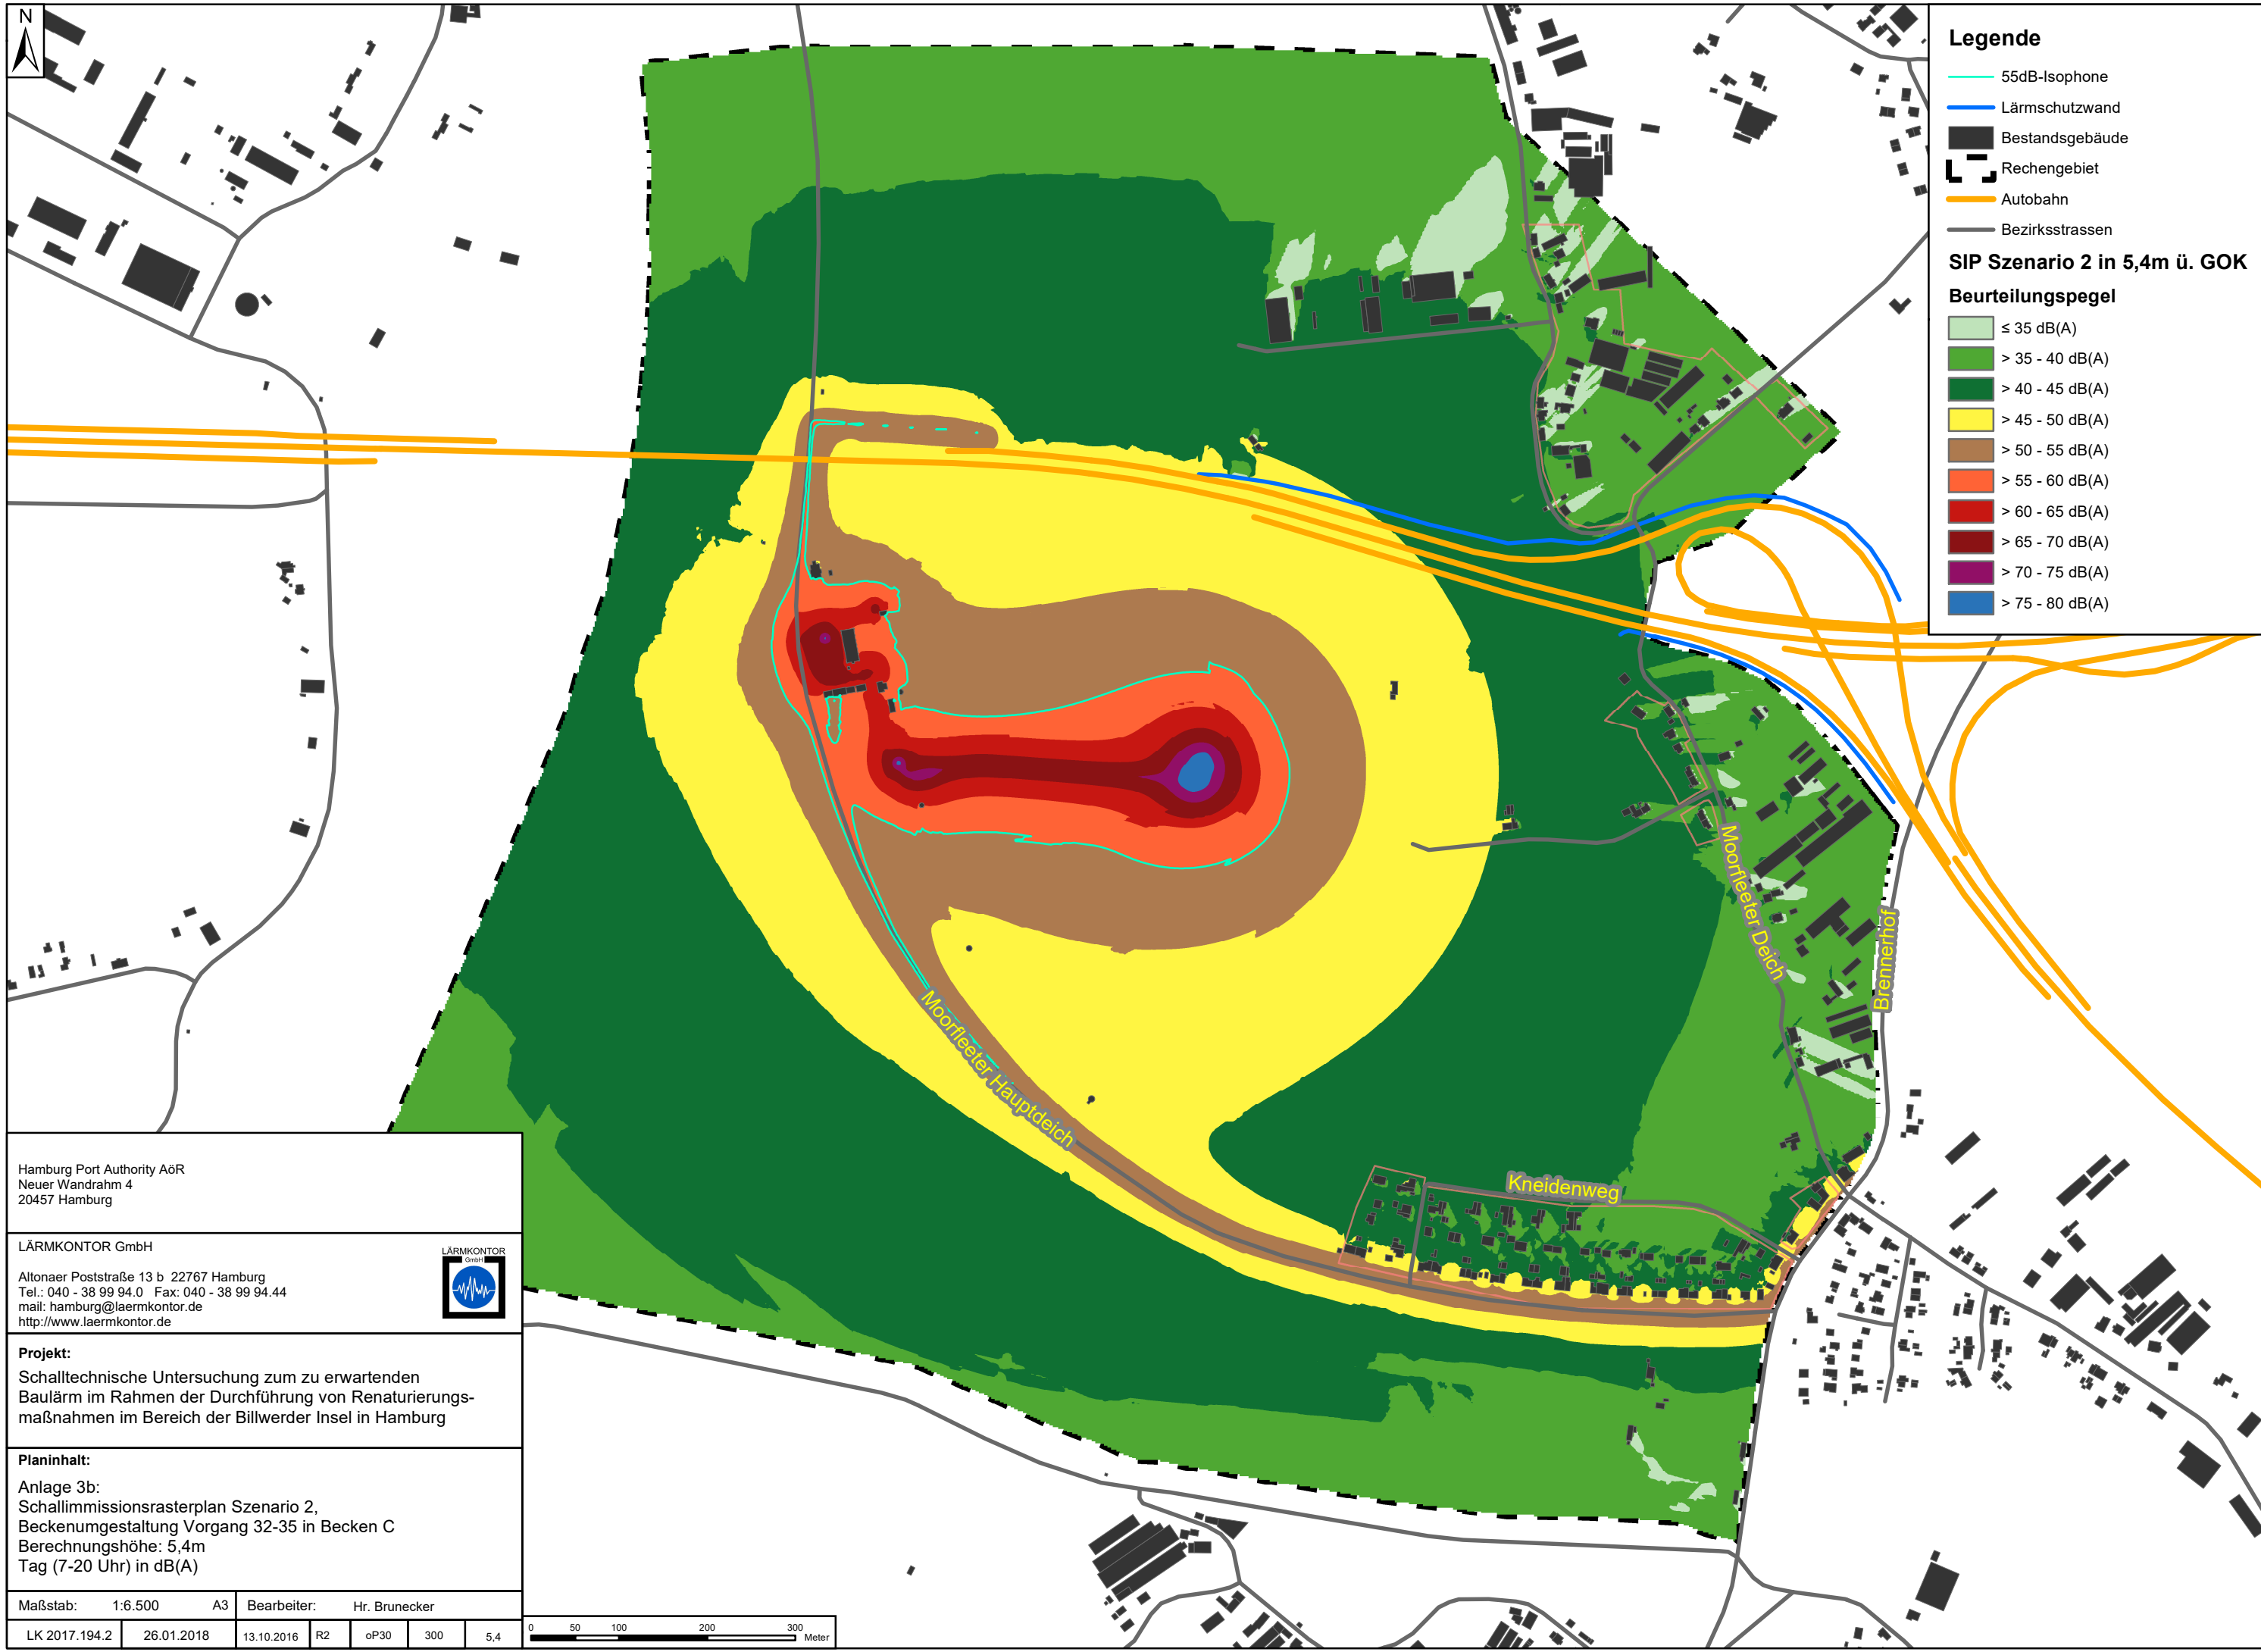 N
Legende
55dB-Isophone
Lärmschutzwand
Bestandsgebäude
Rechengebiet
Autobahn
Bezirksstrassen
SIP Szenario 2 in 5,4m ü. GOK
Beurteilungspegel
≤ 35 dB(A)
> 35 - 40 dB(A)
> 40 - 45 dB(A)
> 45 - 50 dB(A)
> 50 - 55 dB(A)
> 55 - 60 dB(A)
> 60 - 65 dB(A)
> 65 - 70 dB(A)
> 70 - 75 dB(A)
> 75 - 80 dB(A)
Moorfleeter Deich
Brennerhof
Moorfleeter Hauptdeich
Kneidenweg
Hamburg Port Authority AöR
Neuer Wandrahm 4
20457 Hamburg
LÄRMKONTOR GmbH
Altonaer Poststraße 13 b 22767 Hamburg
Tel.: 040 - 38 99 94.0 Fax: 040 - 38 99 94.44
mail: hamburg@laermkontor.de
http://www.laermkontor.de
LÄRMKONTOR
GmbH
Projekt:
Schalltechnische Untersuchung zum zu erwartenden
Baulärm im Rahmen der Durchführung von Renaturierungs-
maßnahmen im Bereich der Billwerder Insel in Hamburg
Planinhalt:
Anlage 3b:
Schallimmissionsrasterplan Szenario 2,
Beckenumgestaltung Vorgang 32-35 in Becken C
Berechnungshöhe: 5,4m
Tag (7-20 Uhr) in dB(A)
Maßstab: 1:6.500 A3 Bearbeiter: Hr. Brunecker
LK 2017.194.2 26.01.2018 13.10.2016 R2 oP30 300 5,4
0 50 100 200 300
Meter